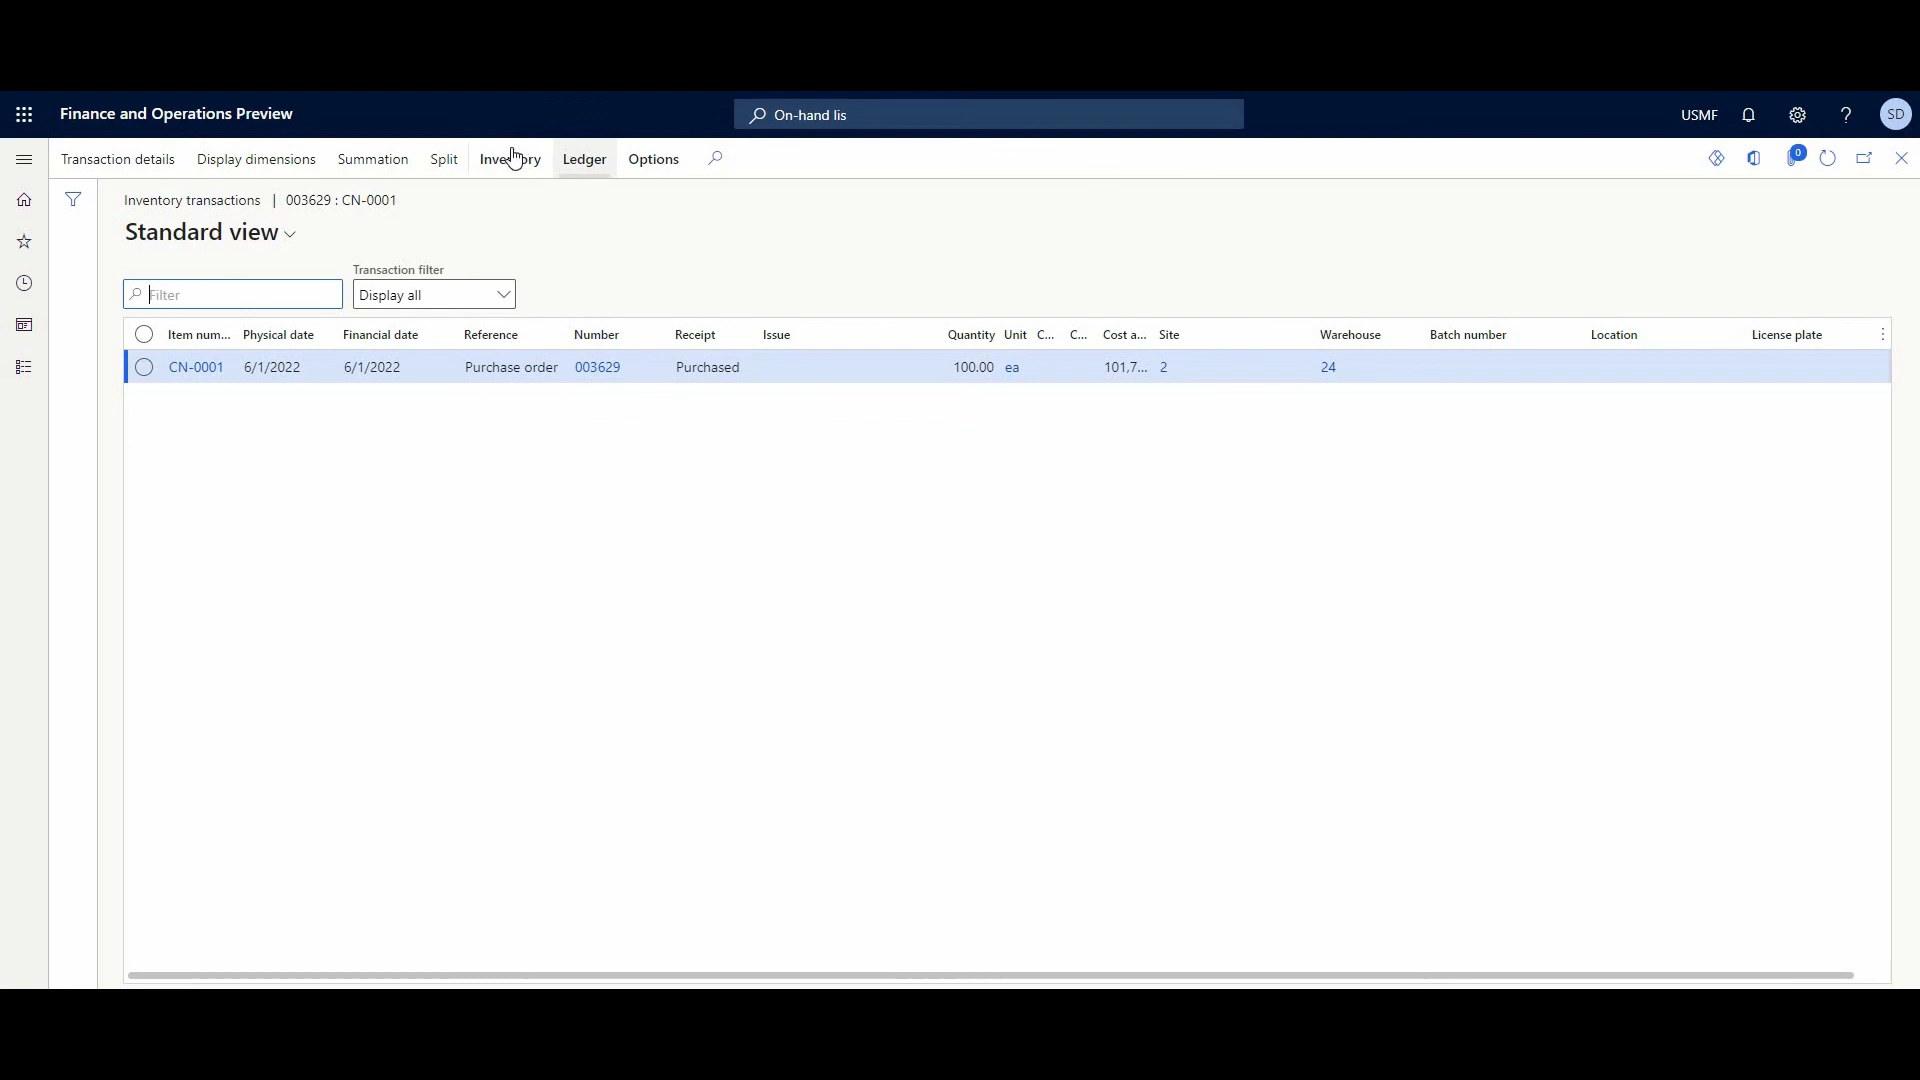 Finance and Operations Preview
On-hand lis
USMF
?
SD
Transaction details
Display dimensions
Summation
Split
Inventory
Ledger
Options
0
Inventory transactions | 003629 : CN-0001
Standard view
Transaction filter
Filter
Display all
Item num... Physical date Financial date Reference Number Receipt Issue Quantity Unit C... C... Cost a... Site Warehouse Batch number Location License plate
CN-0001 6/1/2022 6/1/2022 Purchase order 003629 Purchased 100.00 ea 101,7... 2 24